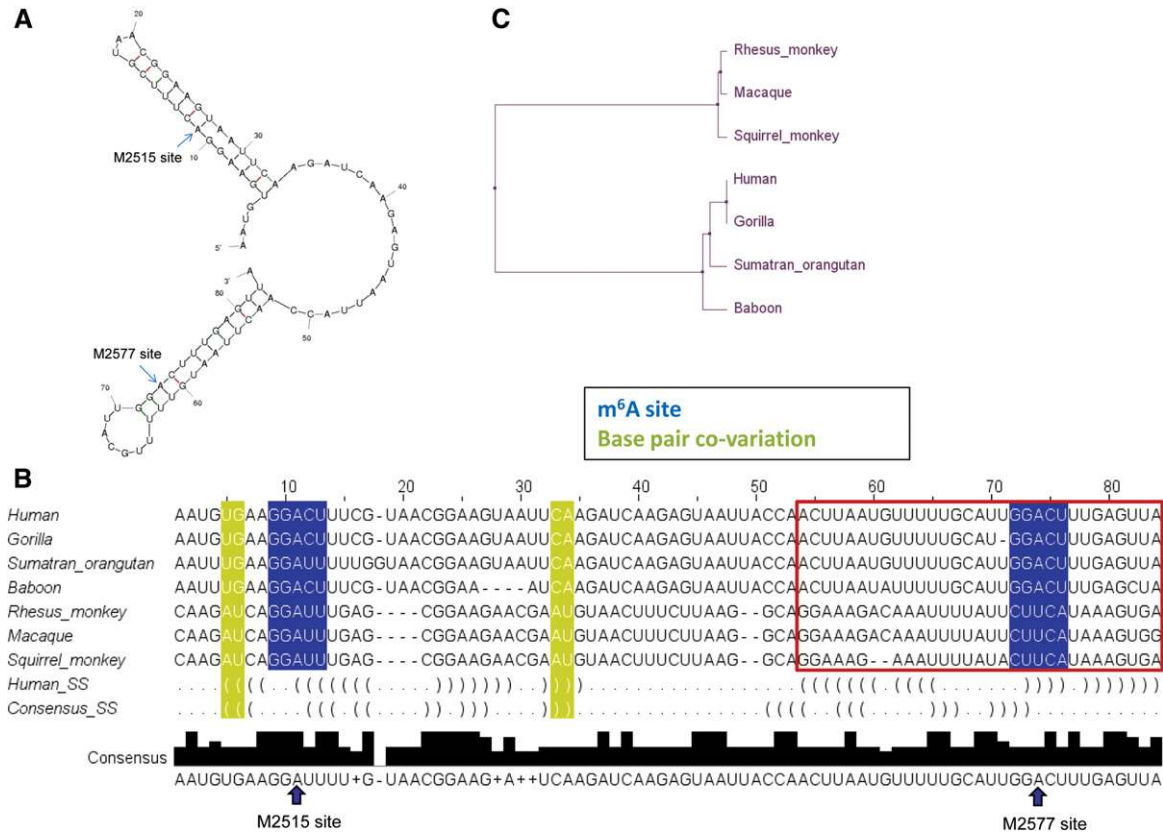 A
C
20
30
10
40
50
60
70
80
5'
3'
M2515 site
M2577 site
Rhesus_monkey
Macaque
Squirrel_monkey
Human
Gorilla
Sumatran_orangutan
Baboon
m⁶A site
Base pair co-variation
B
10 20 30 40 50 60 70 80
Human AAUGUGAAGGACUUUCG-UAACGGAAGUAAUUCAAGAUCAAGAGUAAUUACCAACUUAAUGUUUUUGCAUUGGACUUUGAGUUA
Gorilla AAUGUGAAGGACUUUCG-UAACGGAAGUAAUUCAAGAUCAAGAGUAAUUACCAACUUAAUGUUUUUGCAU-GGACUUUGAGUUA
Sumatran_orangutan AAUUUGAAGGAUUUUUGGUAACGGAAGUAAUUCAAGAUCAAGAGUAAUUACCAACUUAAUGUUUUUGCAUUGGACUUUGAGUUA
Baboon AAUUUGAAGGACUUUCG-UAACGGAA----AUCAAGAUCAAGAGUAAUUACCAACUUAAUAUUUUUGCAUUGGACUUUGAGCUA
Rhesus_monkey CAAGAUCAGGAUUUGAG----CGGAAGAACGAAUGUAACUUUCUUAAG--GCAGGAAAGACAAAUUUUAUUCUUCAUAAAGUGA
Macaque CAAGAUCAGGAUUUGAG----CGGAAGAACGAAUGUAACUUUCUUAAG--GCAGGAAAGACAAAUUUUAUUCUUCAUAAAGUGG
Squirrel_monkey CAAGAUCAGGAUUUGAG----CGGAAGAACGAAUGUAACUUUCUUAAG--GCAGGAAAG--AAAUUUUAUACUUCAUAAAGUGA
Human_SS
Consensus_SS
Consensus
AAUGUGAAGGAUUUU+G-UAACGGAAG+A++UCAAGAUCAAGAGUAAUUACCAACUUAAUGUUUUUGCAUUGGACUUUGAGUUA
M2515 site
M2577 site